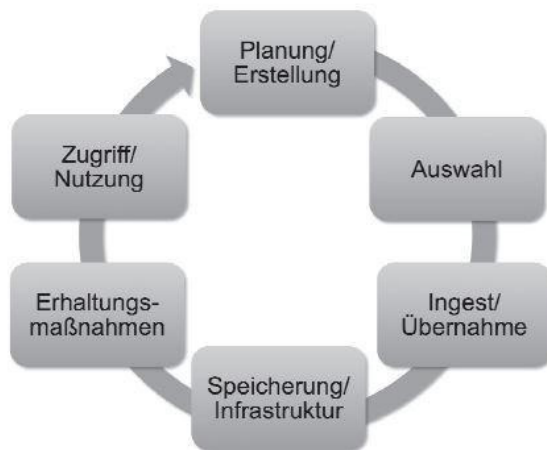 Planung/
Erstellung
Auswahl
Ingest/
Übernahme
Speicherung/
Infrastruktur
Erhaltungs-
maßnahmen
Zugriff/
Nutzung